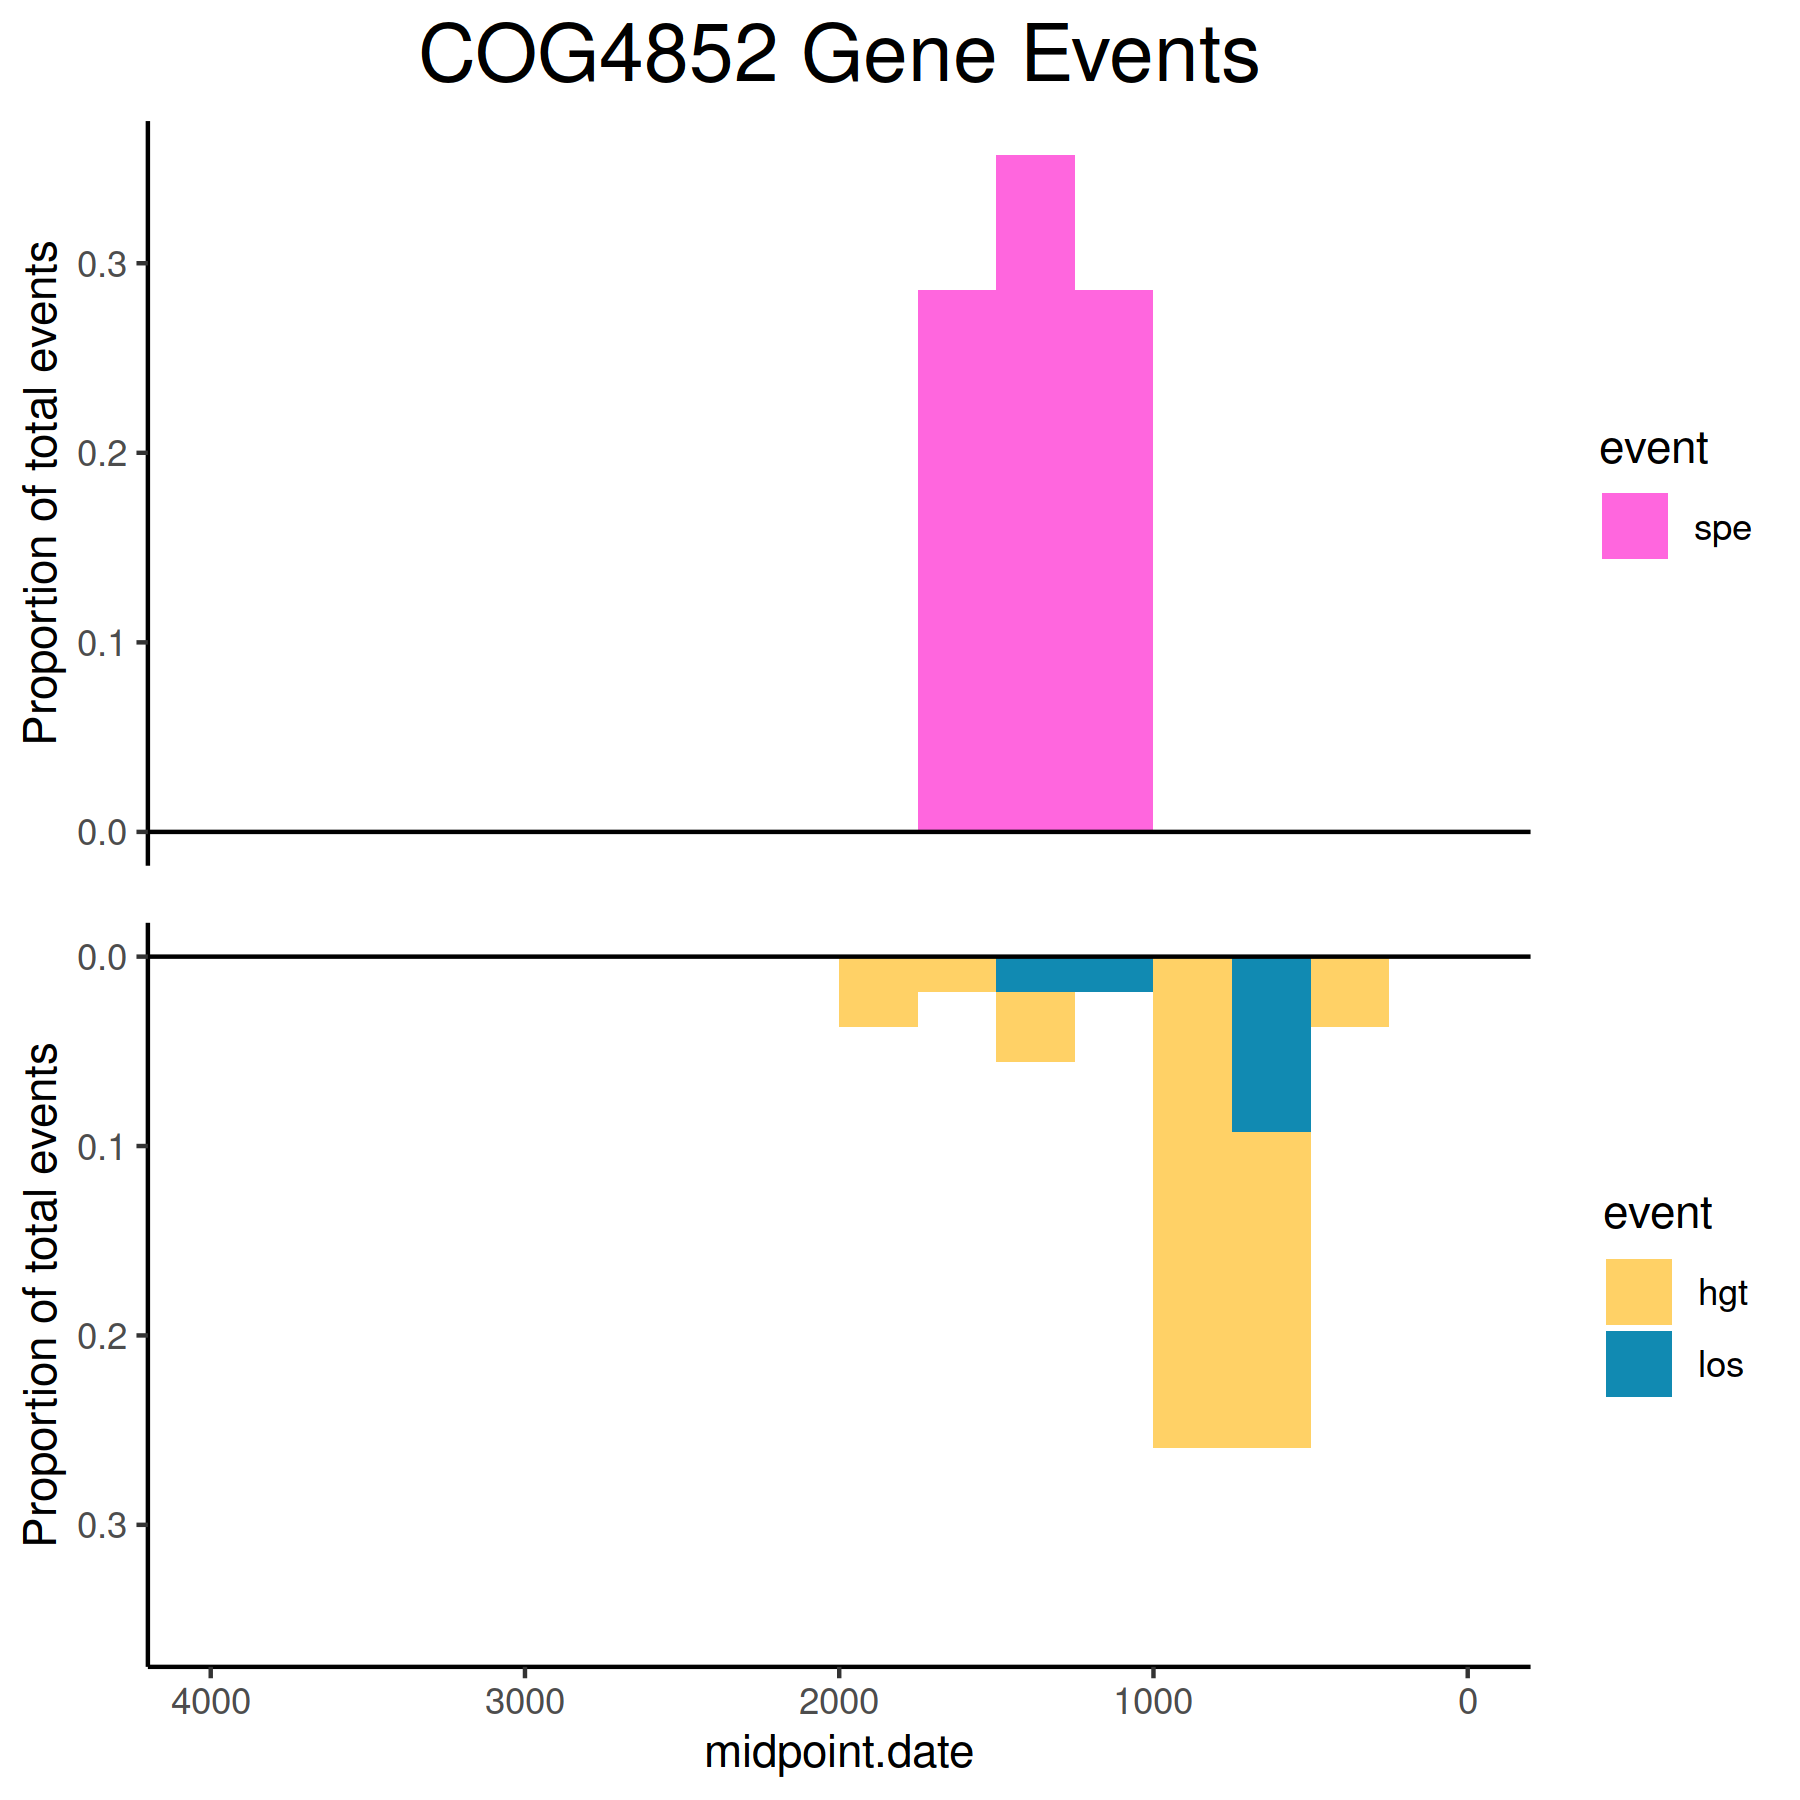 COG4852 Gene Events
Proportion of total events
0.3
0.2
0.1
0.0
event
spe
Proportion of total events
0.0
0.1
0.2
0.3
event
hgt
los
4000 3000 2000 1000 0
midpoint.date